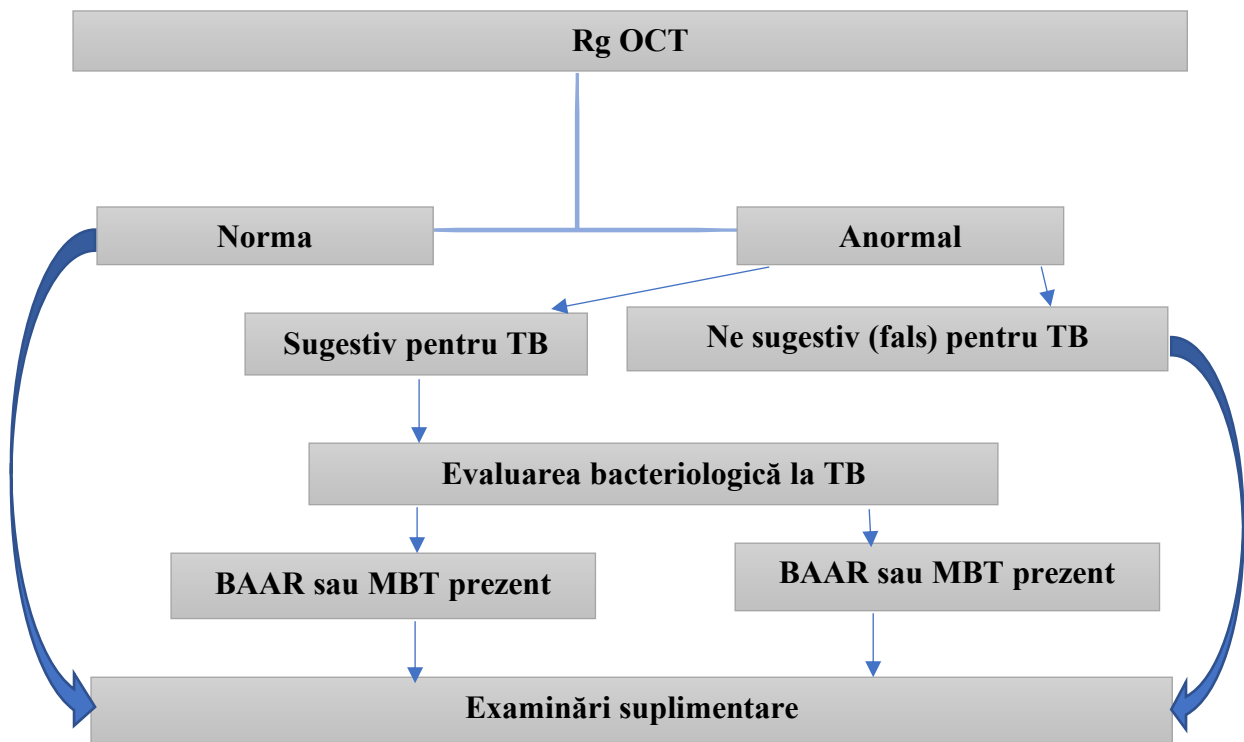 Rg OCT
Norma
Anormal
Sugestiv pentru TB
Ne sugestiv (fals) pentru TB
Evaluarea bacteriologică la TB
BAAR sau MBT prezent
BAAR sau MBT prezent
Examinări suplimentare